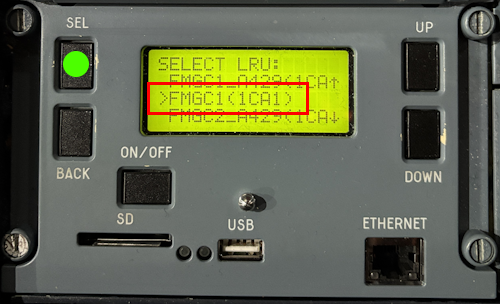 SEL
UP
SELECT LRU:
FMGC1_A429(1CA↑
>FMGC1(1CA1)
FMGC2_A429(1CA↓
BACK
ON/OFF
DOWN
SD
USB
ETHERNET